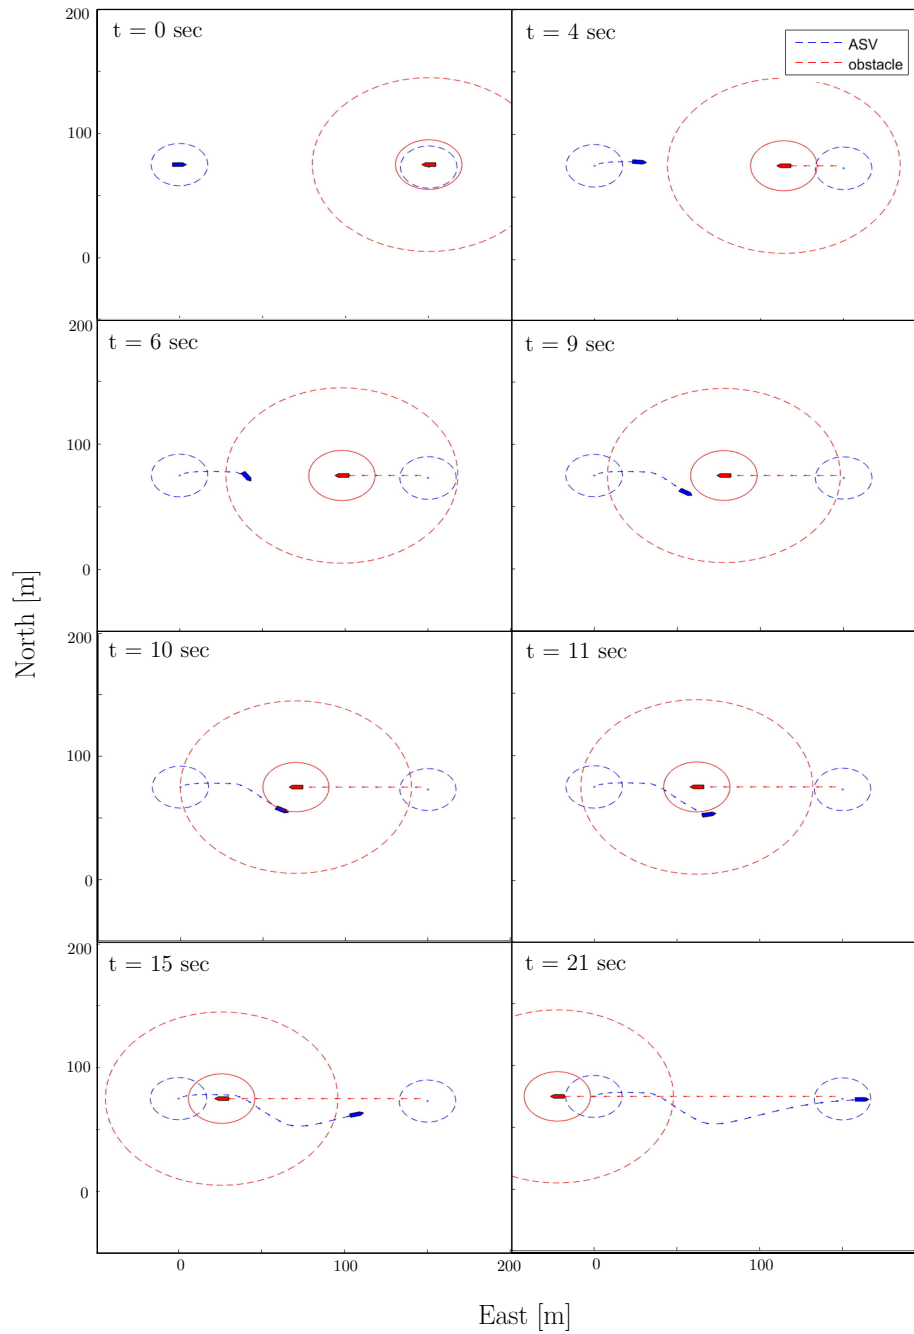 200
t = 0 sec
t = 4 sec
ASV
obstacle
100
0
200
t = 6 sec
t = 9 sec
100
0
North [m]
200
t = 10 sec
t = 11 sec
100
0
200
t = 15 sec
t = 21 sec
100
0
0
100
200
0
100
East [m]